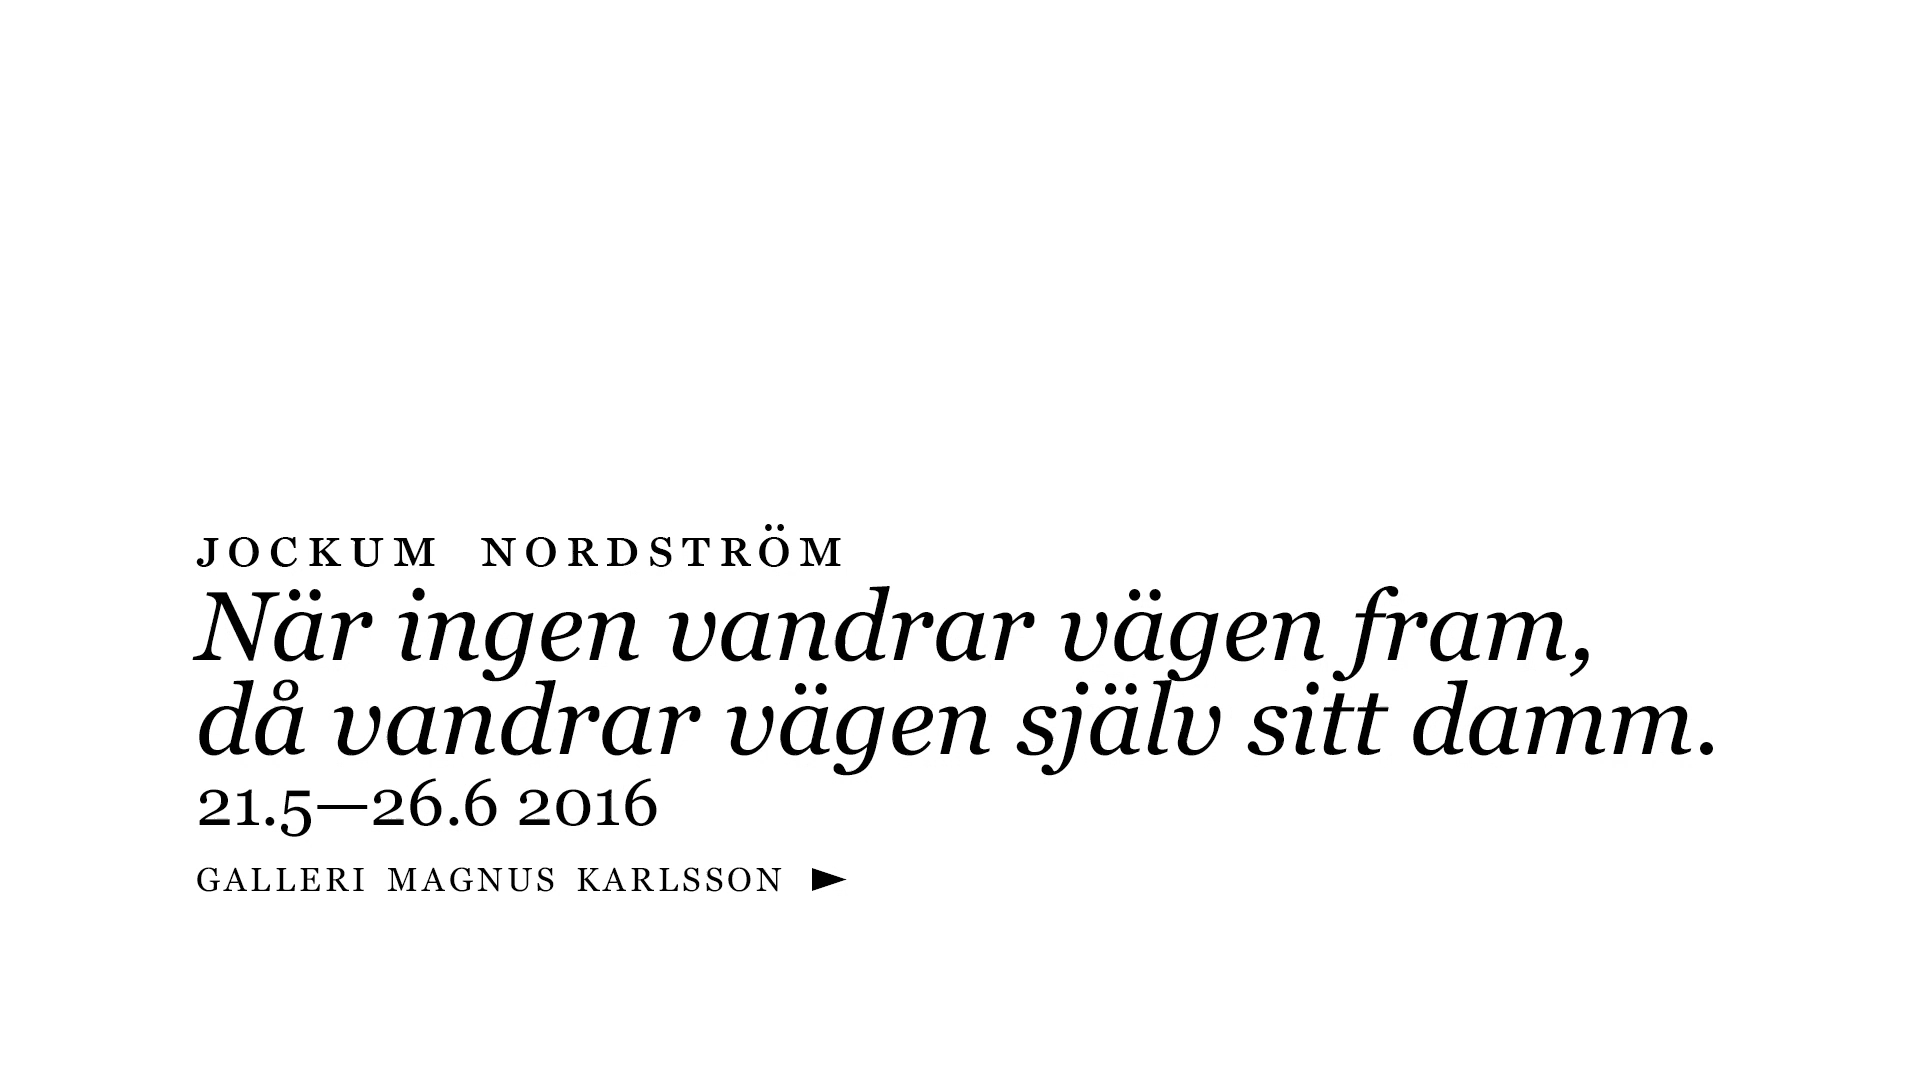 JOCKUM NORDSTRÖM
När ingen vandrar vägen fram,
då vandrar vägen själv sitt damm.
21.5—26.6 2016
GALLERI MAGNUS KARLSSON ►